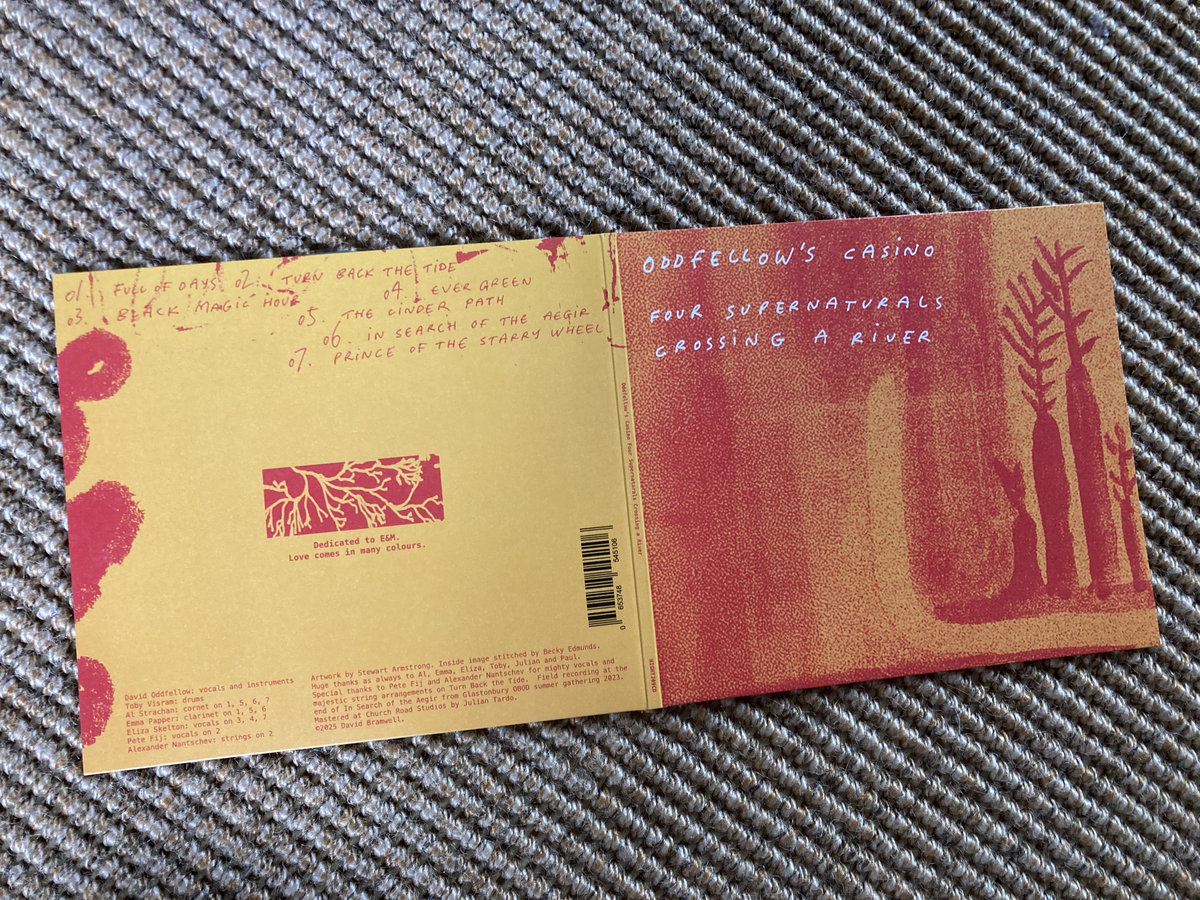 01. FULL OF DAYS 02. TURN BACK THE TIDE
03. BLACK MAGIC HOUR 04. EVER GREEN
05. THE CINDER PATH
06. IN SEARCH OF THE AEGIR
07. PRINCE OF THE STARRY WHEEL
Dedicated to E&M.
Love comes in many colours.
0 653748 545106
David Oddfellow: vocals and instruments
Toby Visram: drums
Al Strachan: cornet on 1, 5, 6, 7
Emma Papper: clarinet on 1, 5, 6
Eliza Skelton: vocals on 3, 4, 7
Pete Fij: vocals on 2
Alexander Nantschev: strings on 2
Artwork by Stewart Armstrong. Inside image stitched by Becky Edmunds.
Huge thanks as always to Al, Emma, Eliza, Toby, Julian and Paul.
Special thanks to Pete Fij and Alexander Nantschev for mighty vocals and
majestic string arrangements on Turn Back the Tide. Field recording at the
end of In Search of the Aegir from Glastonbury OBOD summer gathering 2023.
Mastered at Church Road Studios by Julian Tardo.
©2025 David Bramwell.
Oddfellow's Casino Four Supernaturals Crossing a River
ODDFELLOW'S CASINO
FOUR SUPERNATURALS
CROSSING A RIVER